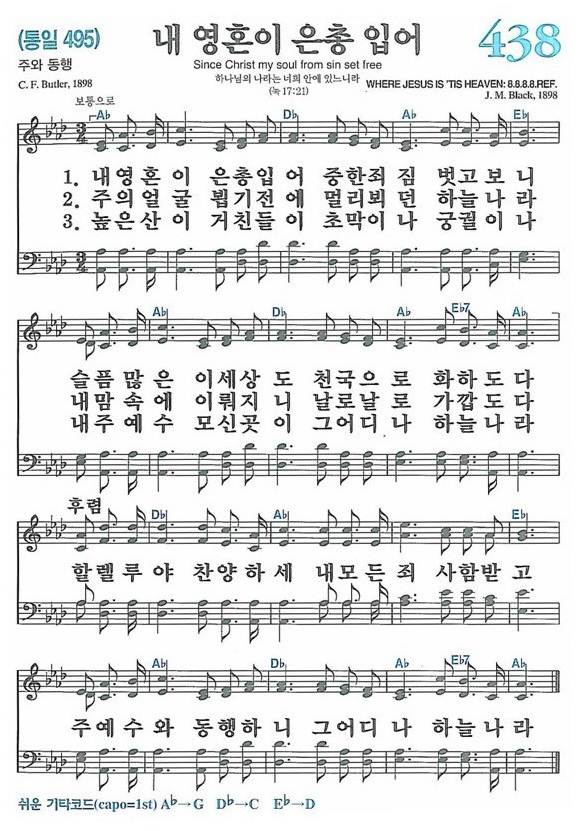 (통일 495)
내 영혼이 은총 입어
438
주와 동행
Since Christ my soul from sin set free
C. F. Butler, 1898
하나님의 나라는 너희 안에 있느니라
(눅 17:21)
WHERE JESUS IS 'TIS HEAVEN: 8.8.8.8.REF.
J. M. Black, 1898
보통으로
A♭ D♭ A♭ E♭
1. 내영혼이 은총입어 중한죄짐 벗고보니
2. 주의얼굴 뵙기전에 멀리뵈던 하늘나라
3. 높은산이 거친들이 초막이나 궁궐이나
A♭ D♭ A♭ E♭7 A♭
슬픔많은 이세상도 천국으로 화하도다
내맘속에 이뤄지니 날로날로 가깝도다
내주예수 모신곳이 그어디나 하늘나라
후렴
D♭ A♭ E♭
할렐루야 찬양하세 내모든죄 사함받고
A♭ D♭ A♭ E♭7 A♭
주예수와 동행하니 그어디나 하늘나라
쉬운 기타코드(capo=1st) A♭→G D♭→C E♭→D